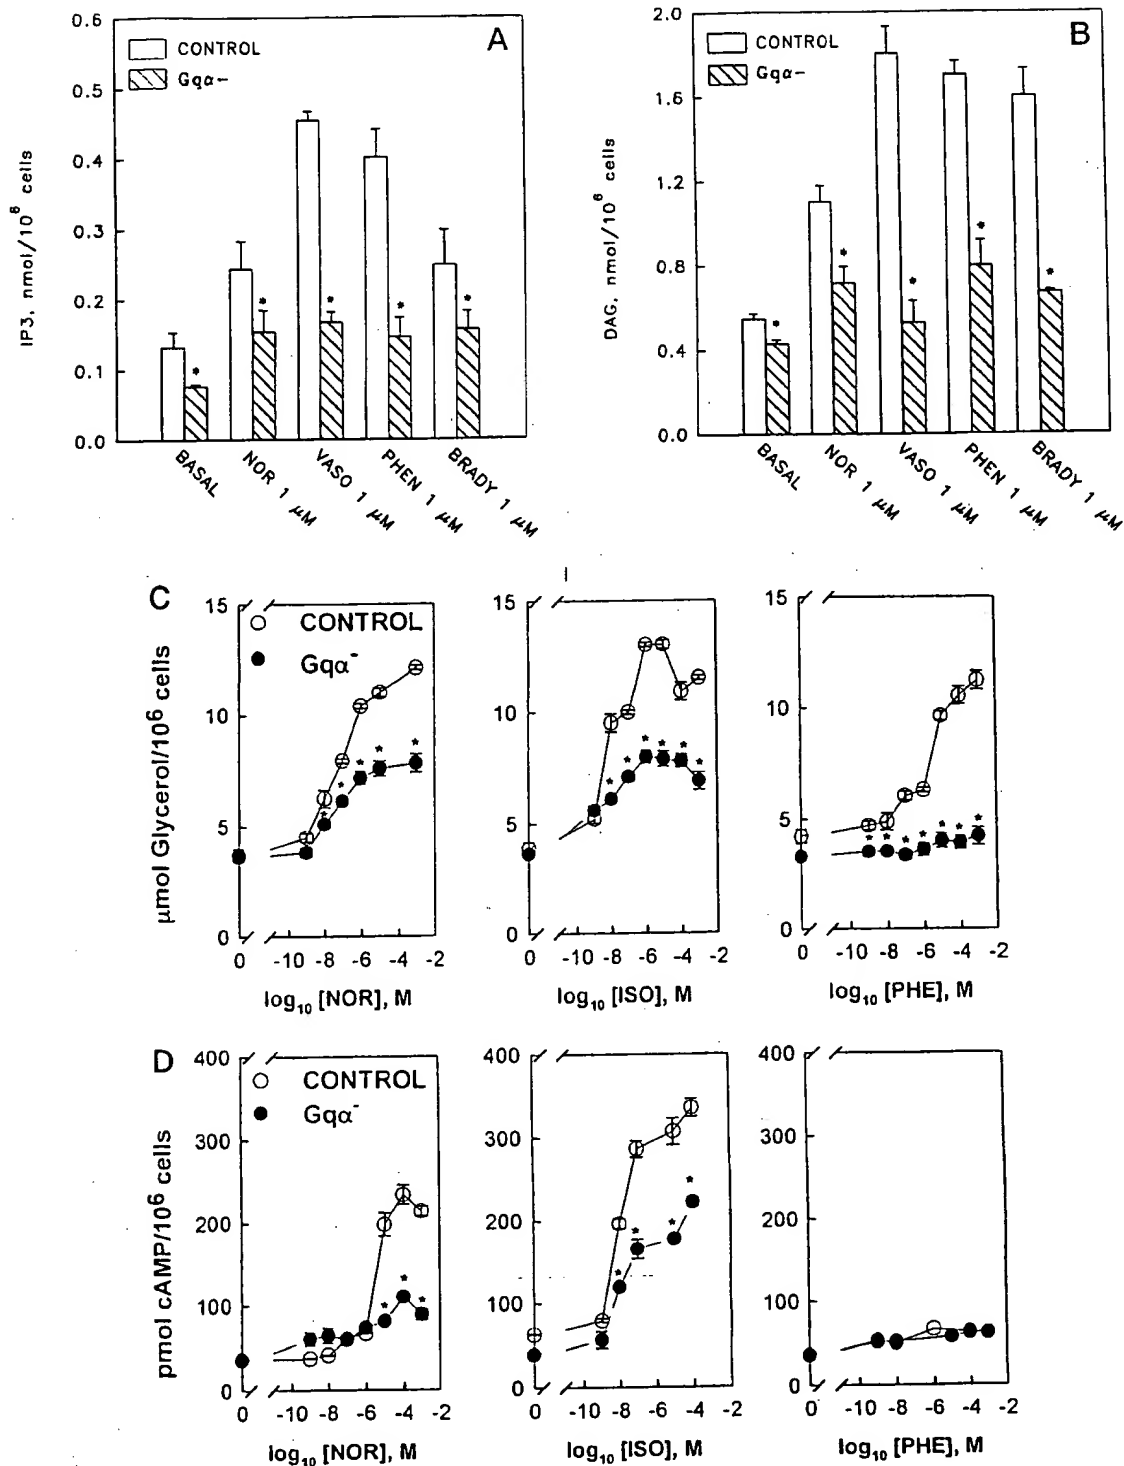 A
CONTROL
Gqα-
0.6
0.5
0.4
0.3
0.2
0.1
0.0
IP3, nmol/10⁶ cells
* * * * *
BASAL
NOR 1 μM
VASO 1 μM
PHEN 1 μM
BRADY 1 μM
B
CONTROL
Gqα-
2.0
1.6
1.2
0.8
0.4
0.0
DAG, nmol/10⁶ cells
* * * * *
BASAL
NOR 1 μM
VASO 1 μM
PHEN 1 μM
BRADY 1 μM
C
CONTROL
Gqα⁻
μmol Glycerol/10⁶ cells
15
10
5
0
* * * * *
0 -10 -8 -6 -4 -2
log₁₀ [NOR], M
15
10
5
0
* * * * * *
0 -10 -8 -6 -4 -2
log₁₀ [ISO], M
15
10
5
0
* * * * * * *
0 -10 -8 -6 -4 -2
log₁₀ [PHE], M
D
CONTROL
Gqα⁻
pmol cAMP/10⁶ cells
400
300
200
100
0
* * *
0 -10 -8 -6 -4 -2
log₁₀ [NOR], M
400
300
200
100
0
* * * *
0 -10 -8 -6 -4 -2
log₁₀ [ISO], M
400
300
200
100
0
0 -10 -8 -6 -4 -2
log₁₀ [PHE], M